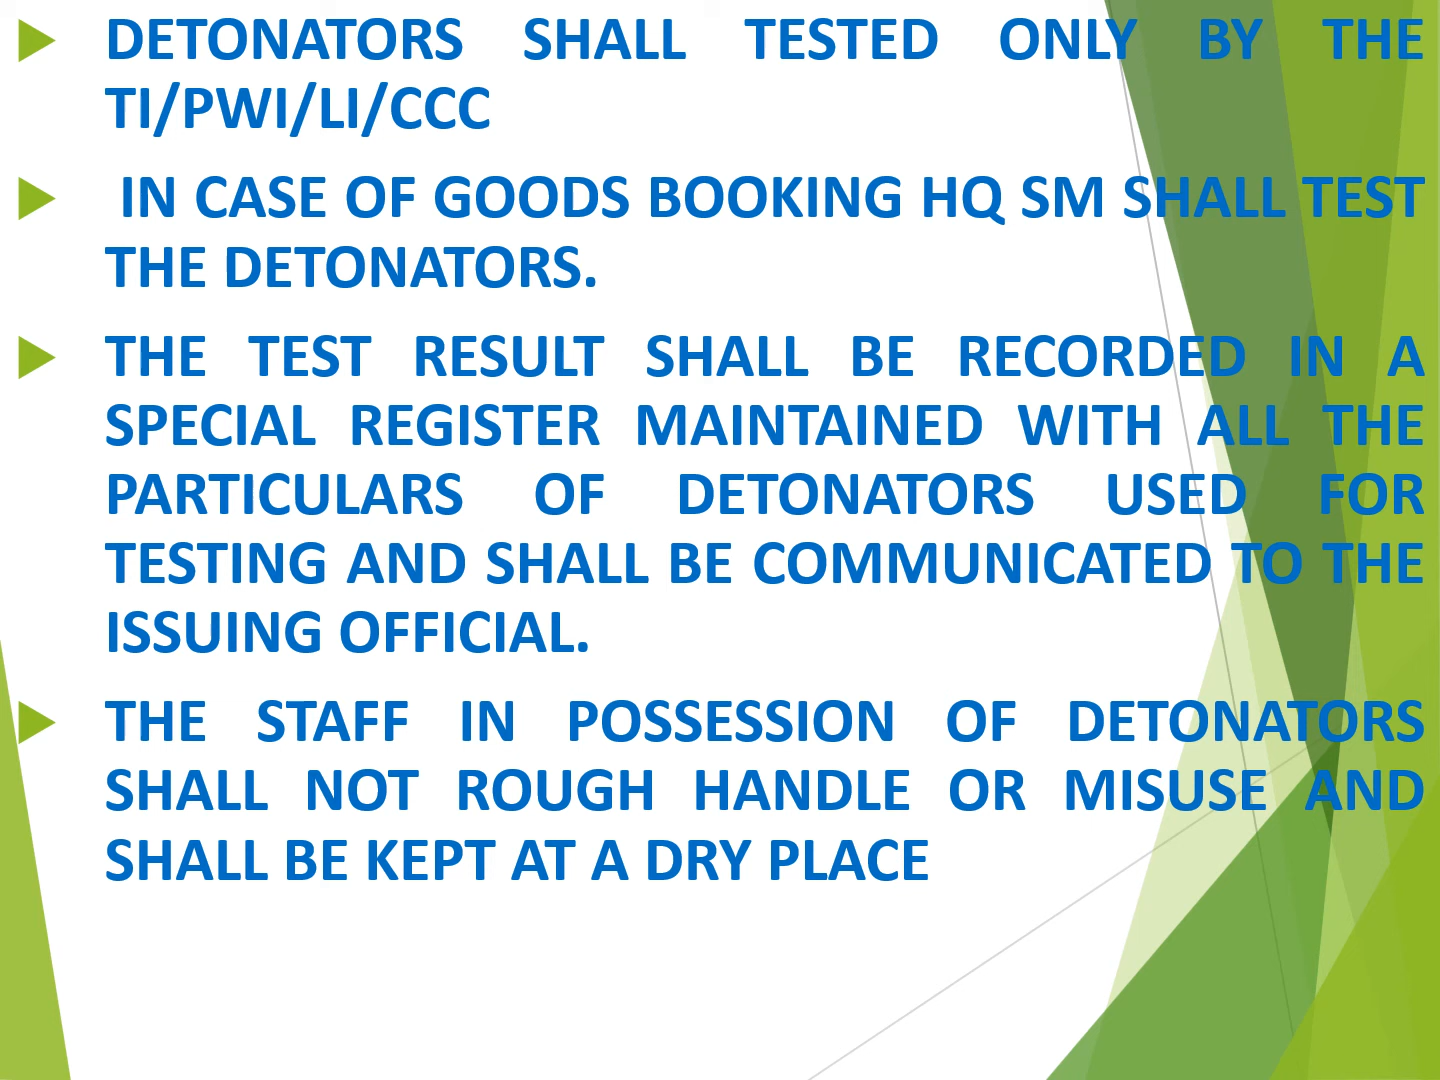 DETONATORS SHALL TESTED ONLY BY THE
TI/PWI/LI/CCC
IN CASE OF GOODS BOOKING HQ SM SHALL TEST
THE DETONATORS.
THE TEST RESULT SHALL BE RECORDED IN A
SPECIAL REGISTER MAINTAINED WITH ALL THE
PARTICULARS OF DETONATORS USED FOR
TESTING AND SHALL BE COMMUNICATED TO THE
ISSUING OFFICIAL.
THE STAFF IN POSSESSION OF DETONATORS
SHALL NOT ROUGH HANDLE OR MISUSE AND
SHALL BE KEPT AT A DRY PLACE